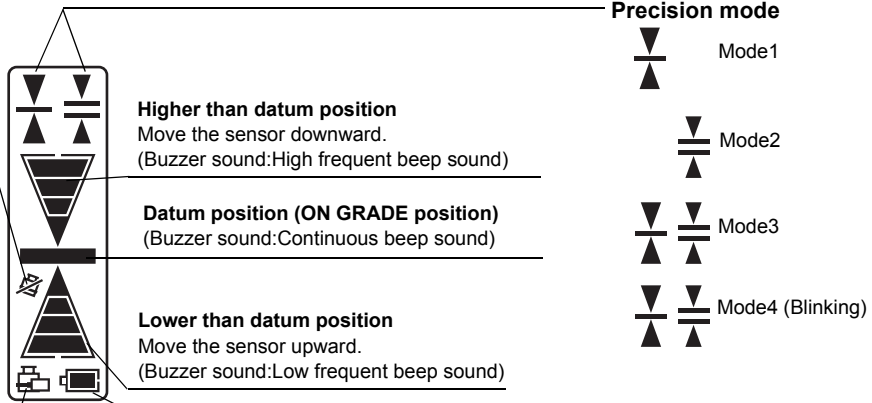 Precision mode
Mode1
Mode2
Mode3
Mode4 (Blinking)
Higher than datum position
Move the sensor downward.
(Buzzer sound:High frequent beep sound)
Datum position (ON GRADE position)
(Buzzer sound:Continuous beep sound)
Lower than datum position
Move the sensor upward.
(Buzzer sound:Low frequent beep sound)